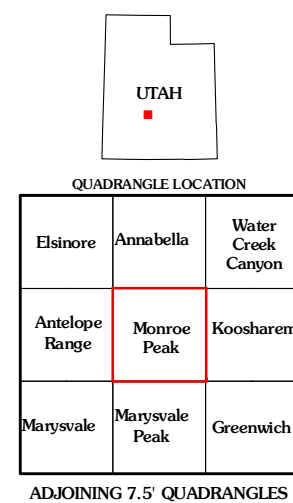 UTAH
QUADRANGLE LOCATION
Elsinore
Annabella
Water
Creek
Canyon
Antelope
Range
Monroe
Peak
Koosharem
Marysvale
Marysvale
Peak
Greenwich
ADJOINING 7.5' QUADRANGLES